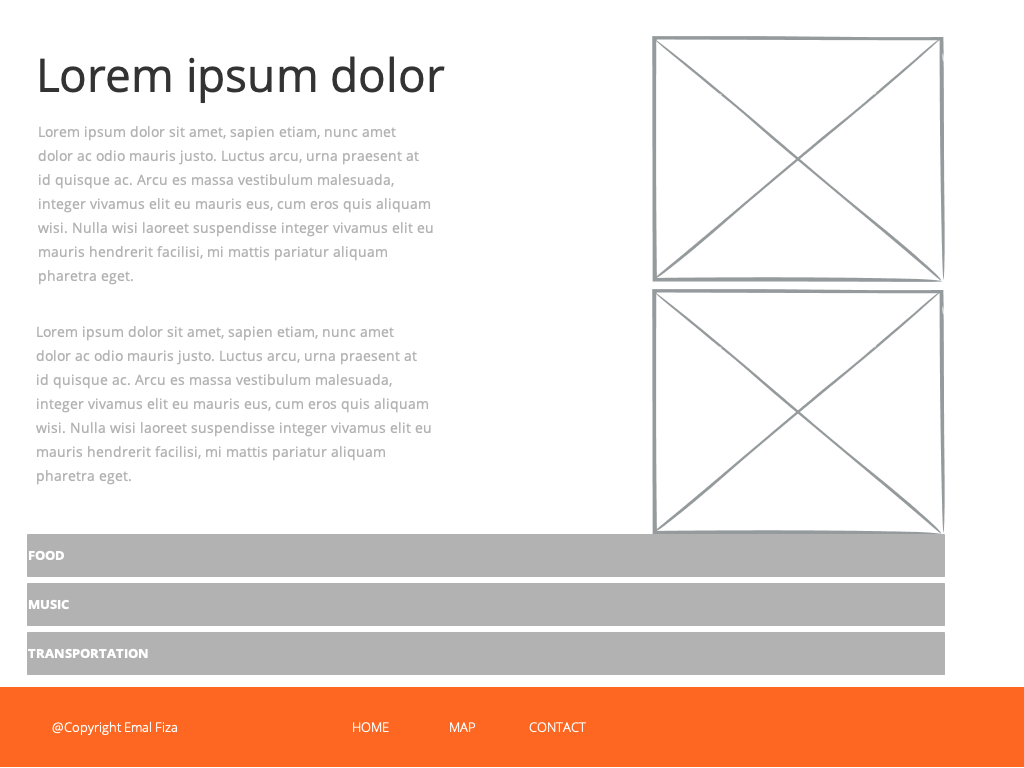 Lorem ipsum dolor
Lorem ipsum dolor sit amet, sapien etiam, nunc amet
dolor ac odio mauris justo. Luctus arcu, urna praesent at
id quisque ac. Arcu es massa vestibulum malesuada,
integer vivamus elit eu mauris eus, cum eros quis aliquam
wisi. Nulla wisi laoreet suspendisse integer vivamus elit eu
mauris hendrerit facilisi, mi mattis pariatur aliquam
pharetra eget.
Lorem ipsum dolor sit amet, sapien etiam, nunc amet
dolor ac odio mauris justo. Luctus arcu, urna praesent at
id quisque ac. Arcu es massa vestibulum malesuada,
integer vivamus elit eu mauris eus, cum eros quis aliquam
wisi. Nulla wisi laoreet suspendisse integer vivamus elit eu
mauris hendrerit facilisi, mi mattis pariatur aliquam
pharetra eget.
FOOD
MUSIC
TRANSPORTATION
@Copyright Emal Fiza HOME MAP CONTACT